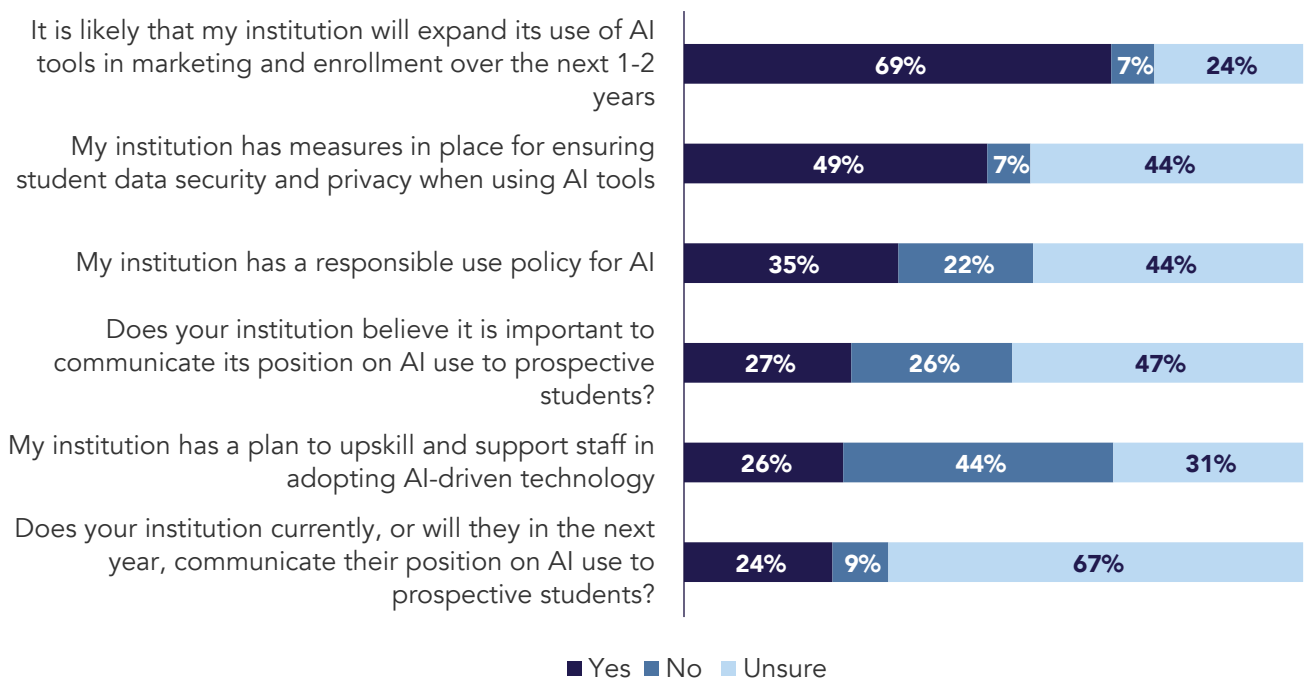 It is likely that my institution will expand its use of AI
tools in marketing and enrollment over the next 1-2
years
69% 7% 24%
My institution has measures in place for ensuring
student data security and privacy when using AI tools
49% 7% 44%
My institution has a responsible use policy for AI
35% 22% 44%
Does your institution believe it is important to
communicate its position on AI use to prospective
students?
27% 26% 47%
My institution has a plan to upskill and support staff in
adopting AI-driven technology
26% 44% 31%
Does your institution currently, or will they in the next
year, communicate their position on AI use to
prospective students?
24% 9% 67%
Yes No Unsure